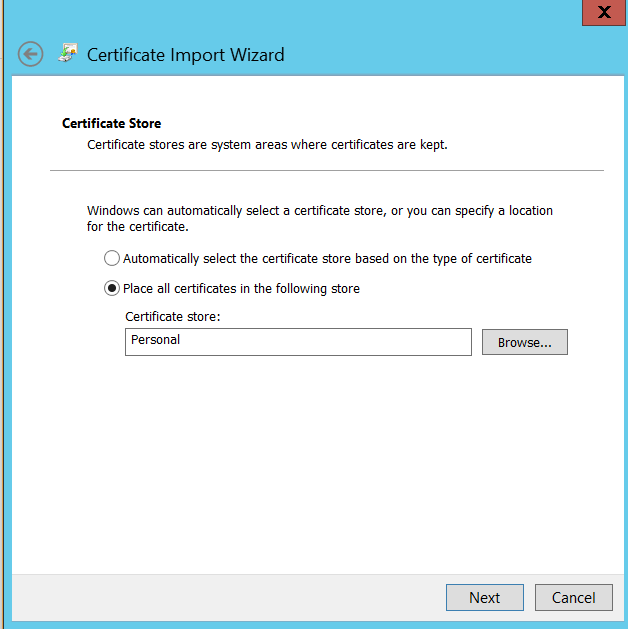 Certificate Import Wizard
Certificate Store
Certificate stores are system areas where certificates are kept.
Windows can automatically select a certificate store, or you can specify a location
for the certificate.
Automatically select the certificate store based on the type of certificate
Place all certificates in the following store
Certificate store:
Personal
Browse...
Next
Cancel